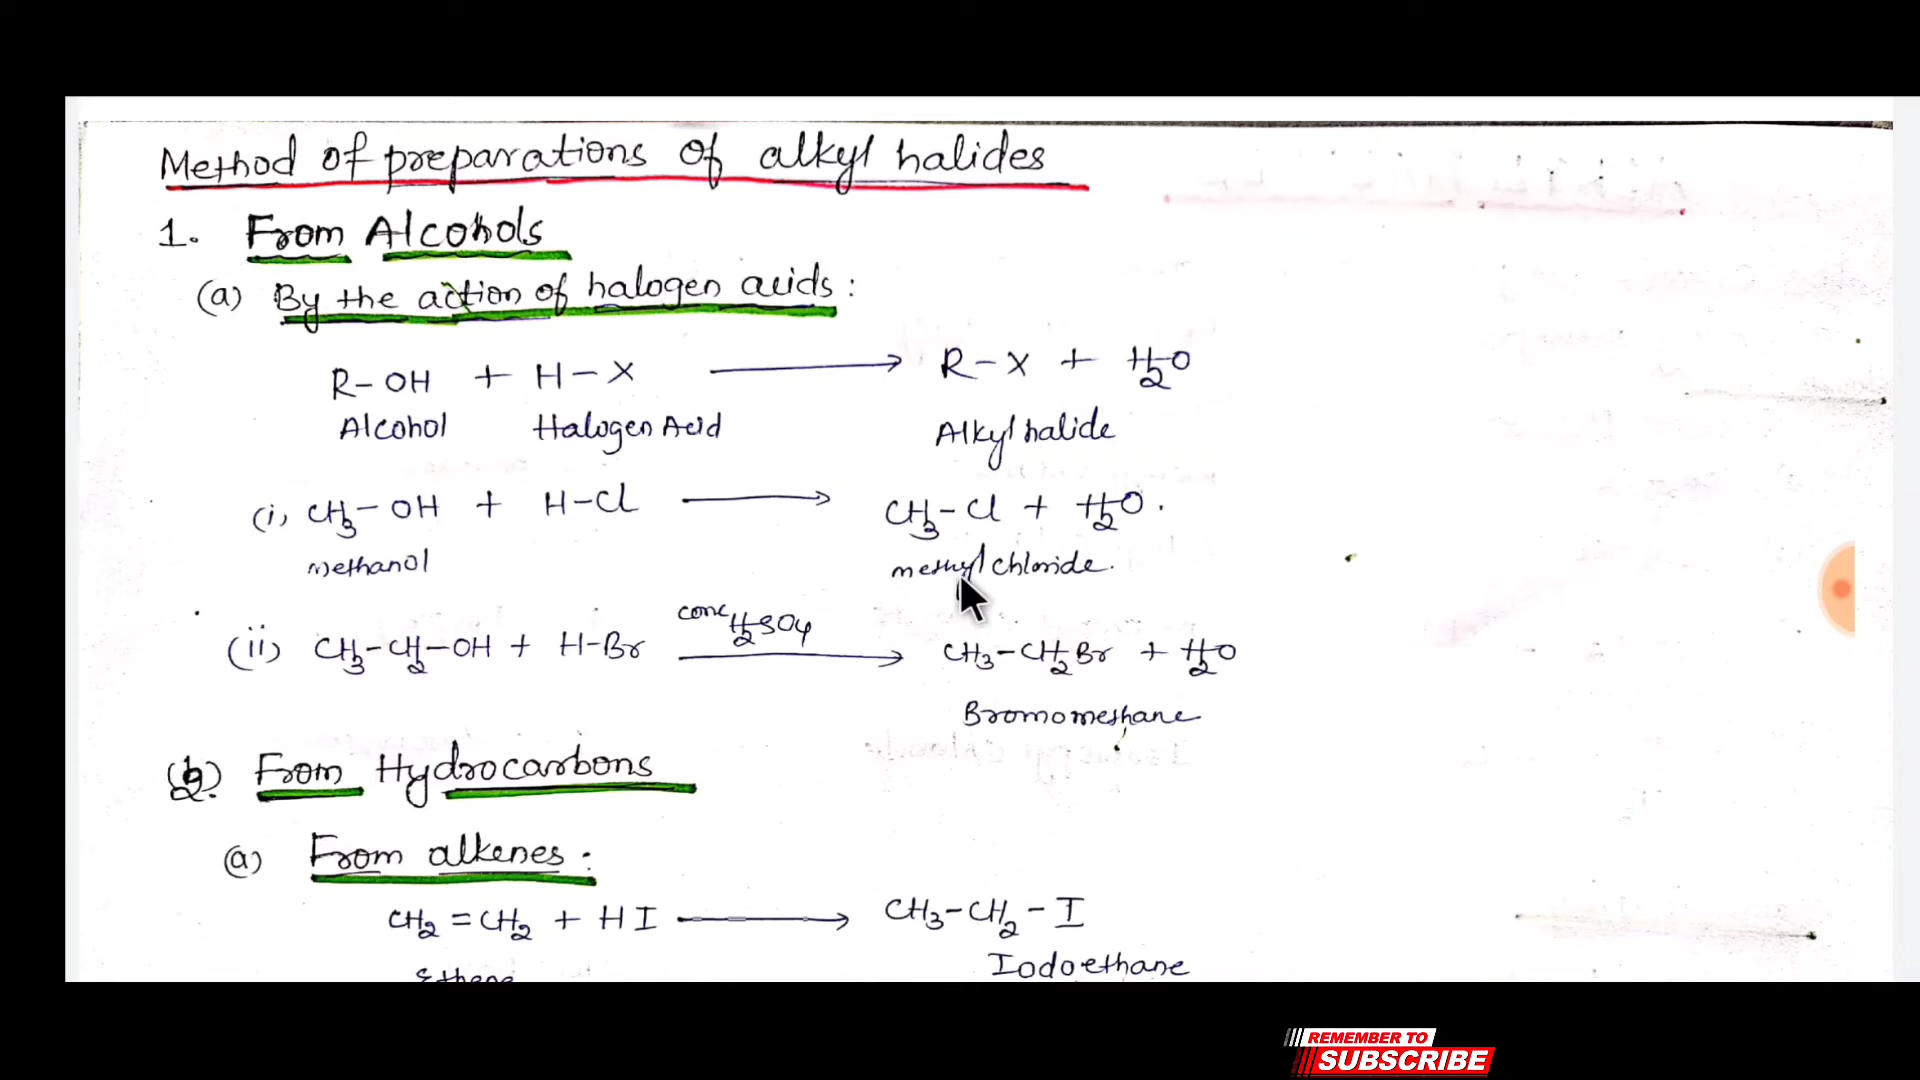 Method of preparations of alkyl halides
1. From Alcohols
(a) By the action of halogen acids :
R-OH + H-X ⟶ R-X + H2O
Alcohol Halogen Acid Alkyl halide
(i) CH3-OH + H-Cl ⟶ CH3-Cl + H2O.
methanol methyl chloride.
(ii) CH3-CH2-OH + H-Br conc H2SO4 ⟶ CH3-CH2Br + H2O
Bromomethane
2. From Hydrocarbons
(a) From alkenes :
CH2=CH2 + HI ⟶ CH3-CH2-I
Ethene Iodoethane
REMEMBER TO
SUBSCRIBE